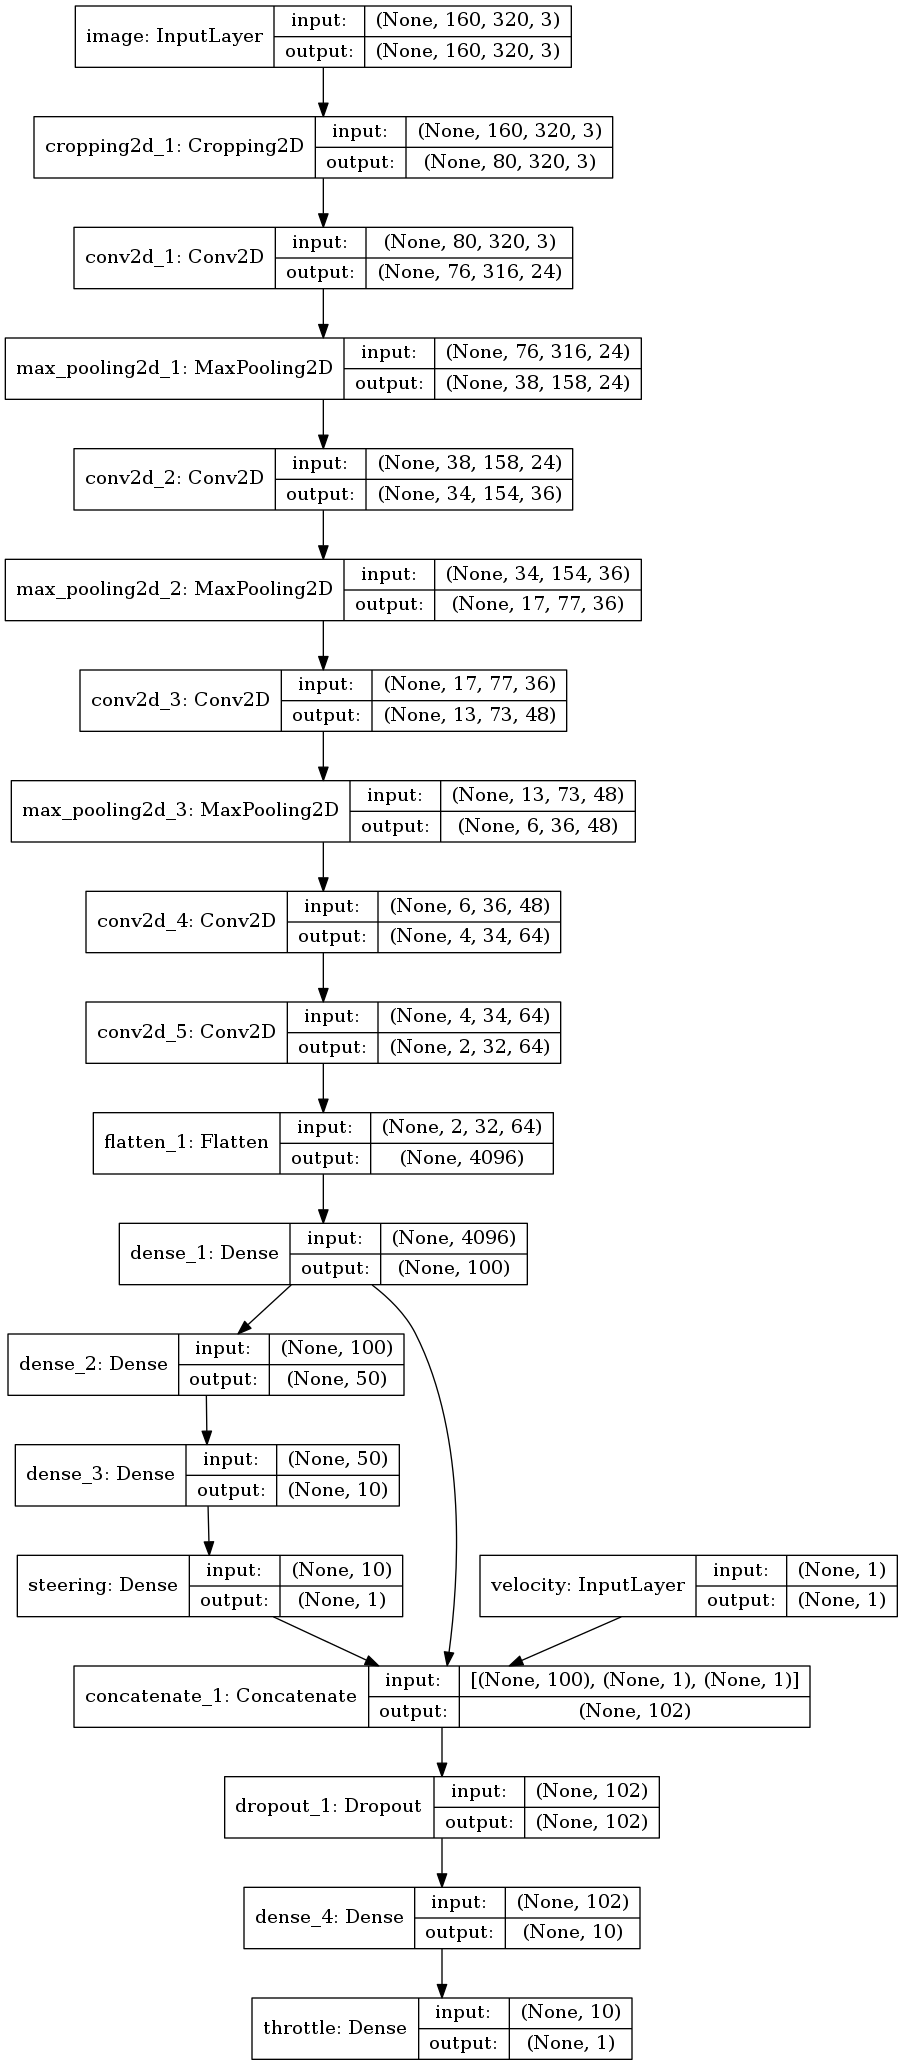 image: InputLayer
input: (None, 160, 320, 3)
output: (None, 160, 320, 3)
cropping2d_1: Cropping2D
input: (None, 160, 320, 3)
output: (None, 80, 320, 3)
conv2d_1: Conv2D
input: (None, 80, 320, 3)
output: (None, 76, 316, 24)
max_pooling2d_1: MaxPooling2D
input: (None, 76, 316, 24)
output: (None, 38, 158, 24)
conv2d_2: Conv2D
input: (None, 38, 158, 24)
output: (None, 34, 154, 36)
max_pooling2d_2: MaxPooling2D
input: (None, 34, 154, 36)
output: (None, 17, 77, 36)
conv2d_3: Conv2D
input: (None, 17, 77, 36)
output: (None, 13, 73, 48)
max_pooling2d_3: MaxPooling2D
input: (None, 13, 73, 48)
output: (None, 6, 36, 48)
conv2d_4: Conv2D
input: (None, 6, 36, 48)
output: (None, 4, 34, 64)
conv2d_5: Conv2D
input: (None, 4, 34, 64)
output: (None, 2, 32, 64)
flatten_1: Flatten
input: (None, 2, 32, 64)
output: (None, 4096)
dense_1: Dense
input: (None, 4096)
output: (None, 100)
dense_2: Dense
input: (None, 100)
output: (None, 50)
dense_3: Dense
input: (None, 50)
output: (None, 10)
steering: Dense
input: (None, 10)
output: (None, 1)
velocity: InputLayer
input: (None, 1)
output: (None, 1)
concatenate_1: Concatenate
input: [(None, 100), (None, 1), (None, 1)]
output: (None, 102)
dropout_1: Dropout
input: (None, 102)
output: (None, 102)
dense_4: Dense
input: (None, 102)
output: (None, 10)
throttle: Dense
input: (None, 10)
output: (None, 1)